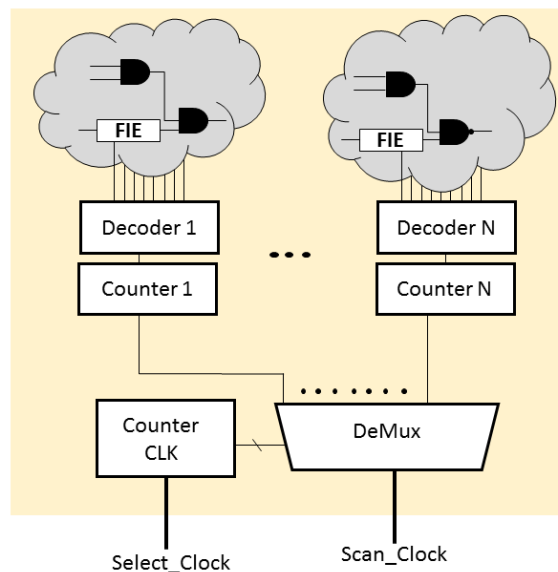 FIE
FIE
Decoder 1
Decoder N
Counter 1
Counter N
Counter
CLK
DeMux
Select_Clock
Scan_Clock